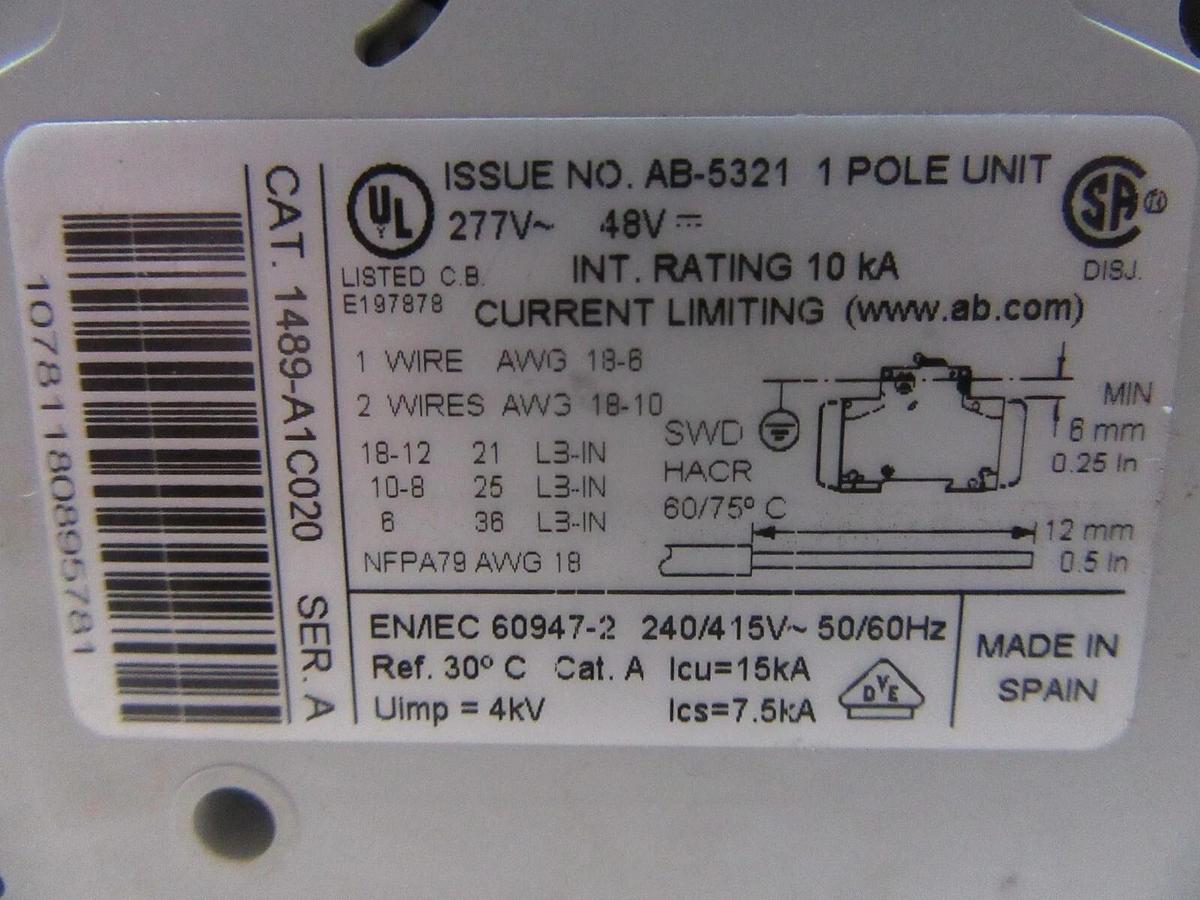 10781180895781
CAT. 1489-A1C020 SER. A
UL
LISTED C.B.
E197878
ISSUE NO. AB-5321 1 POLE UNIT
277V~ 48V⎓
INT. RATING 10 kA
CURRENT LIMITING (www.ab.com)
SA
DISJ.
1 WIRE AWG 18-6
2 WIRES AWG 18-10
18-12 21 LB-IN
10-8 25 LB-IN
6 36 LB-IN
NFPA79 AWG 18
SWD
HACR
60/75° C
MIN
6 mm
0.25 In
12 mm
0.5 In
EN/IEC 60947-2 240/415V~ 50/60Hz
Ref. 30° C Cat. A Icu=15kA
Uimp = 4kV Ics=7.5kA
DVE
MADE IN
SPAIN